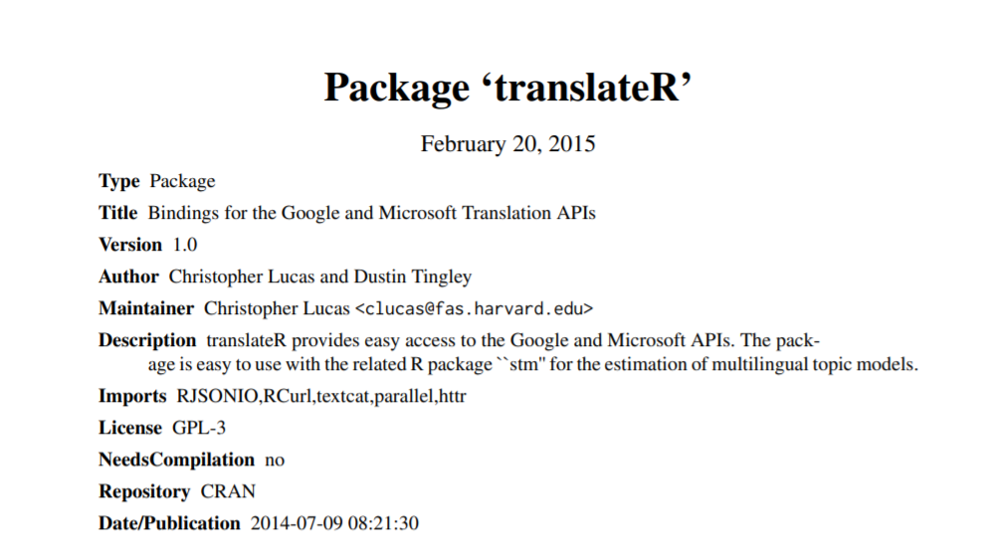 Package ‘translateR’
February 20, 2015
Type Package
Title Bindings for the Google and Microsoft Translation APIs
Version 1.0
Author Christopher Lucas and Dustin Tingley
Maintainer Christopher Lucas <clucas@fas.harvard.edu>
Description translateR provides easy access to the Google and Microsoft APIs. The pack-
age is easy to use with the related R package ``stm'' for the estimation of multilingual topic models.
Imports RJSONIO,RCurl,textcat,parallel,httr
License GPL-3
NeedsCompilation no
Repository CRAN
Date/Publication 2014-07-09 08:21:30